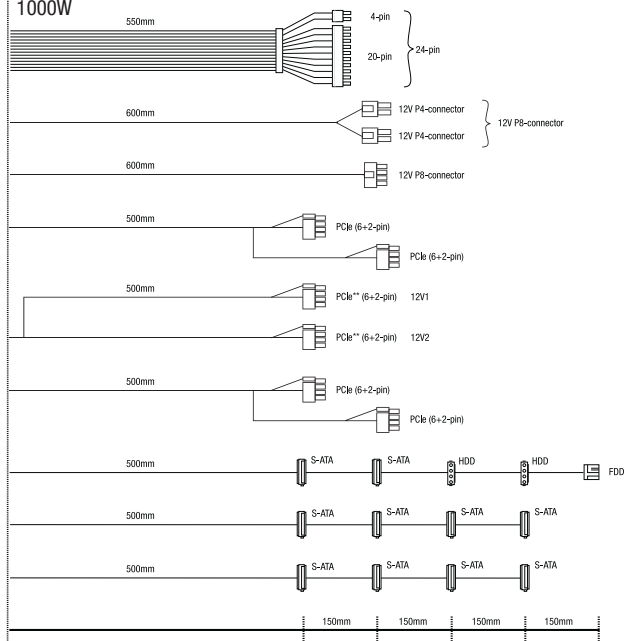 1000W
550mm
4-pin
20-pin
24-pin
600mm
12V P4-connector
12V P4-connector
12V P8-connector
600mm
12V P8-connector
500mm
PCIe (6+2-pin)
PCIe (6+2-pin)
500mm
PCIe** (6+2-pin) 12V1
PCIe** (6+2-pin) 12V2
500mm
PCIe (6+2-pin)
PCIe (6+2-pin)
500mm S-ATA S-ATA HDD HDD FDD
500mm S-ATA S-ATA S-ATA S-ATA
500mm S-ATA S-ATA S-ATA S-ATA
150mm 150mm 150mm 150mm